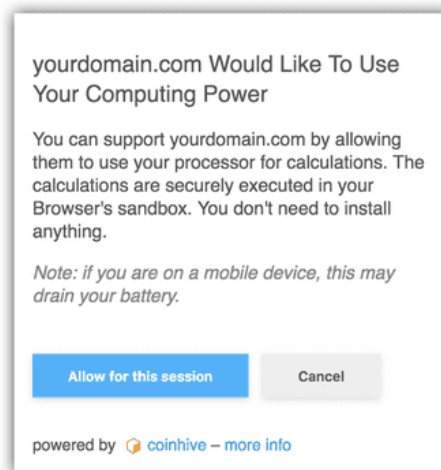 yourdomain.com Would Like To Use
Your Computing Power
You can support yourdomain.com by allowing
them to use your processor for calculations. The
calculations are securely executed in your
Browser's sandbox. You don't need to install
anything.
Note: if you are on a mobile device, this may
drain your battery.
Allow for this session Cancel
powered by coinhive – more info